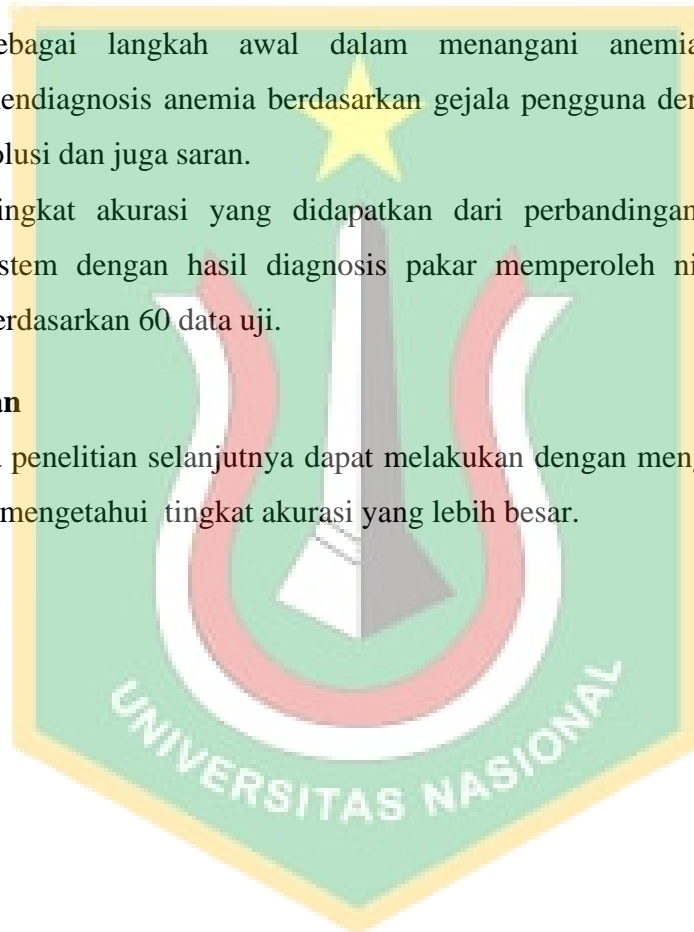 ebagai langkah awal dalam menangani anemia
endiagnosis anemia berdasarkan gejala pengguna den
olusi dan juga saran.
ingkat akurasi yang didapatkan dari perbandingan
stem dengan hasil diagnosis pakar memperoleh ni
erdasarkan 60 data uji.
an
penelitian selanjutnya dapat melakukan dengan meng
mengetahui tingkat akurasi yang lebih besar.
UNIVERSITAS NASIONAL